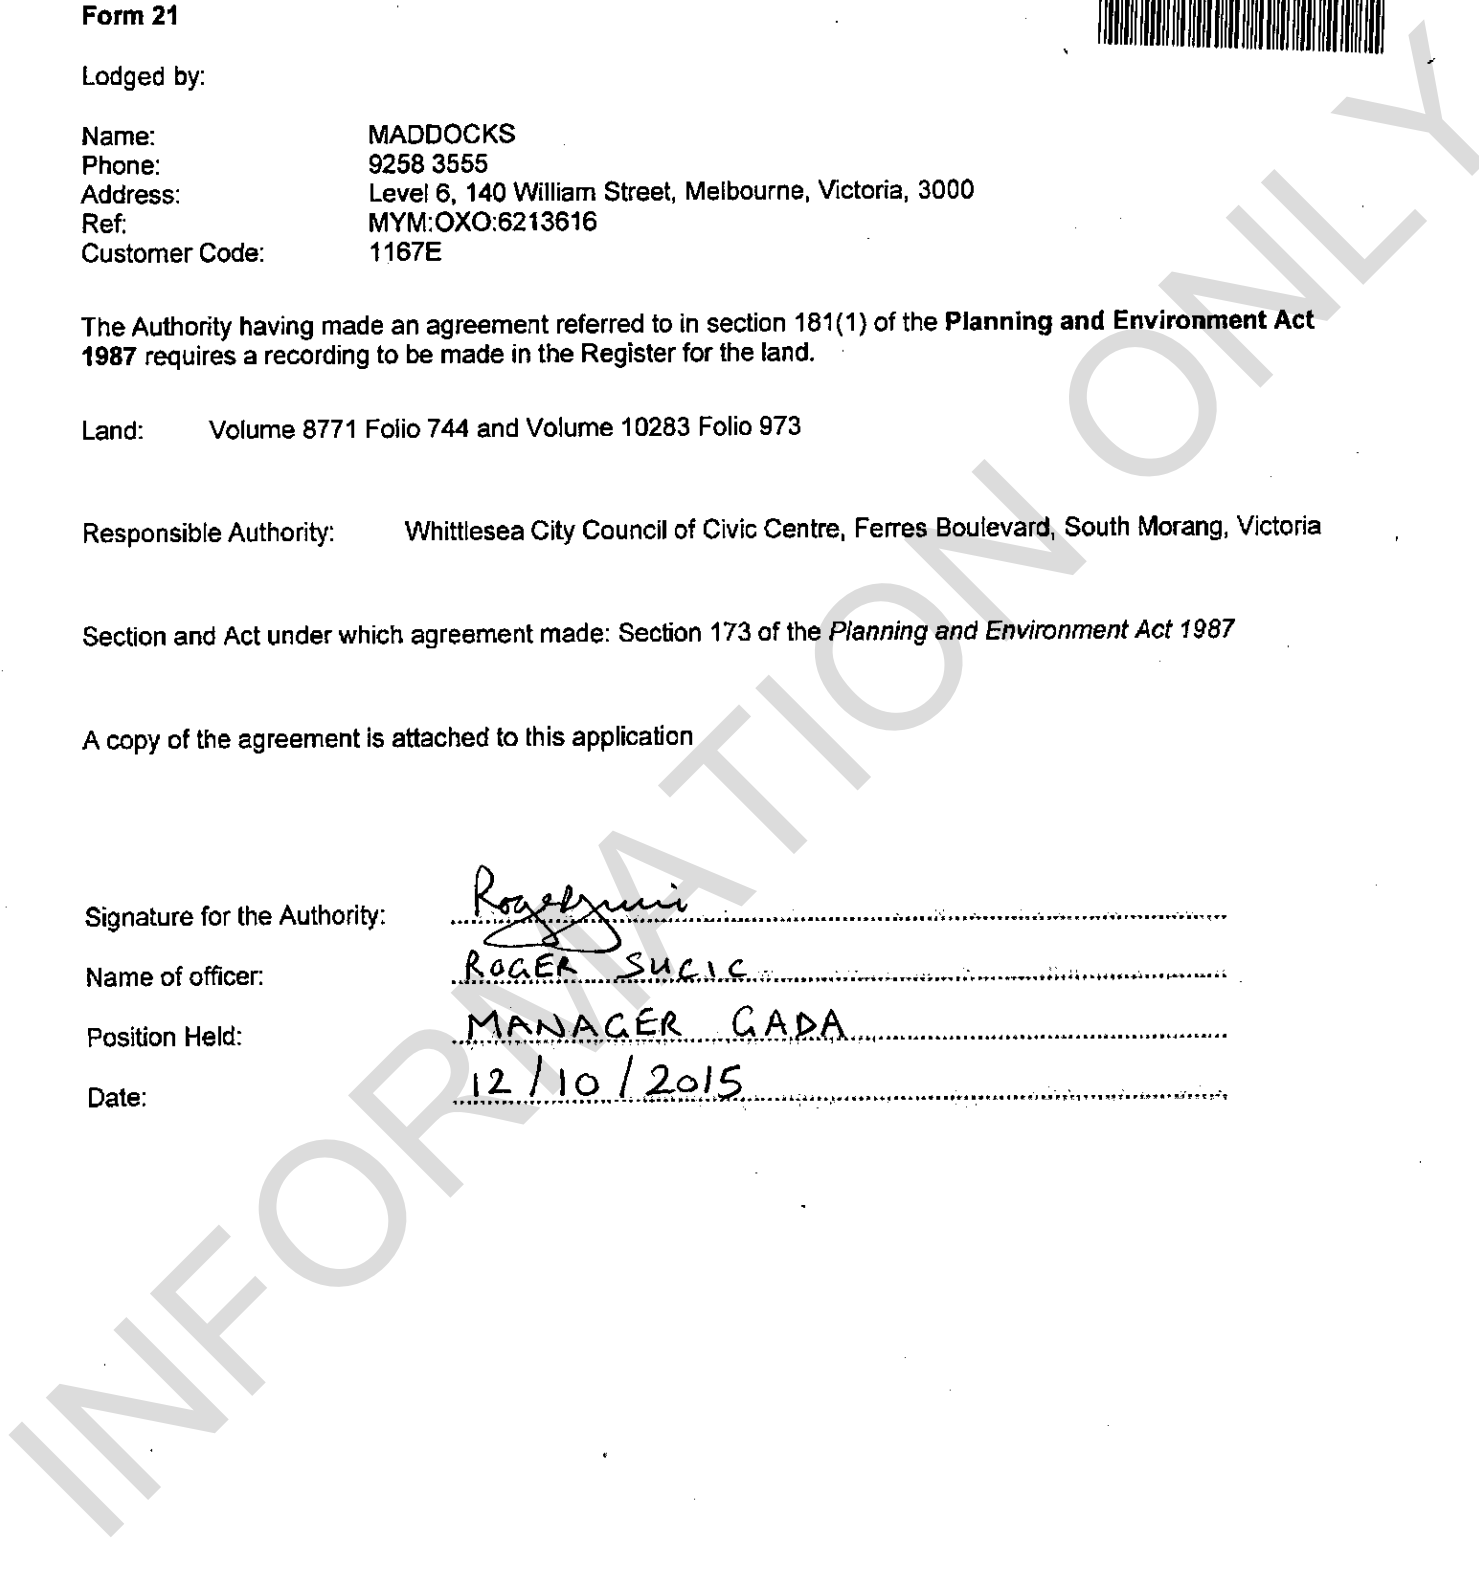 Form 21
Lodged by:
Name: MADDOCKS
Phone: 9258 3555
Address: Level 6, 140 William Street, Melbourne, Victoria, 3000
Ref: MYM:OXO:6213616
Customer Code: 1167E
The Authority having made an agreement referred to in section 181(1) of the Planning and Environment Act
1987 requires a recording to be made in the Register for the land.
Land: Volume 8771 Folio 744 and Volume 10283 Folio 973
Responsible Authority: Whittlesea City Council of Civic Centre, Ferres Boulevard, South Morang, Victoria
Section and Act under which agreement made: Section 173 of the Planning and Environment Act 1987
A copy of the agreement is attached to this application
Signature for the Authority:
Name of officer: ROGER SUCIC
Position Held: MANAGER GADA
Date: 12/10/2015
INFORMATION ONLY